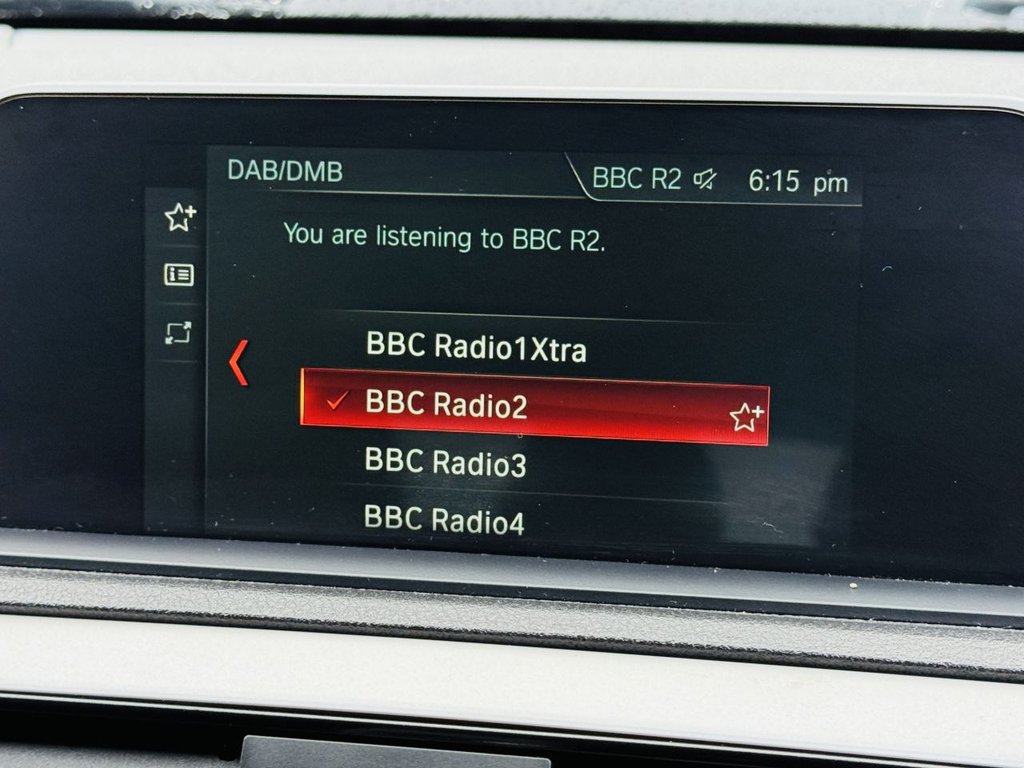 DAB/DMB
BBC R2 6:15 pm
You are listening to BBC R2.
BBC Radio1Xtra
BBC Radio2
BBC Radio3
BBC Radio4